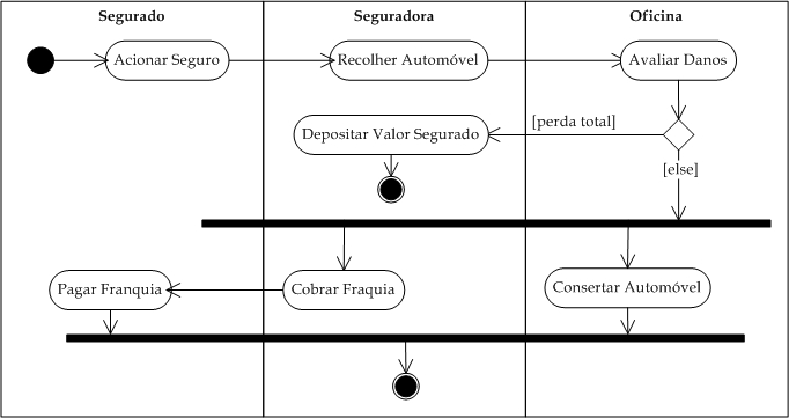 Segurado
Seguradora
Oficina
Acionar Seguro
Recolher Automóvel
Avaliar Danos
[perda total]
Depositar Valor Segurado
[else]
Pagar Franquia
Cobrar Fraquia
Consertar Automóvel